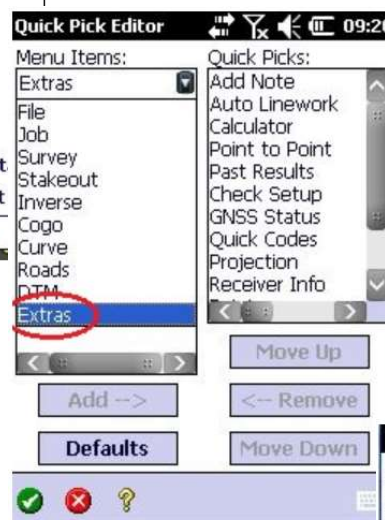 Quick Pick Editor
09:20
Menu Items:
Extras
File
Job
Survey
Stakeout
Inverse
Cogo
Curve
Roads
DTM
Extras
Quick Picks:
Add Note
Auto Linework
Calculator
Point to Point
Past Results
Check Setup
GNSS Status
Quick Codes
Projection
Receiver Info
Move Up
Add -->
<-- Remove
Defaults
Move Down